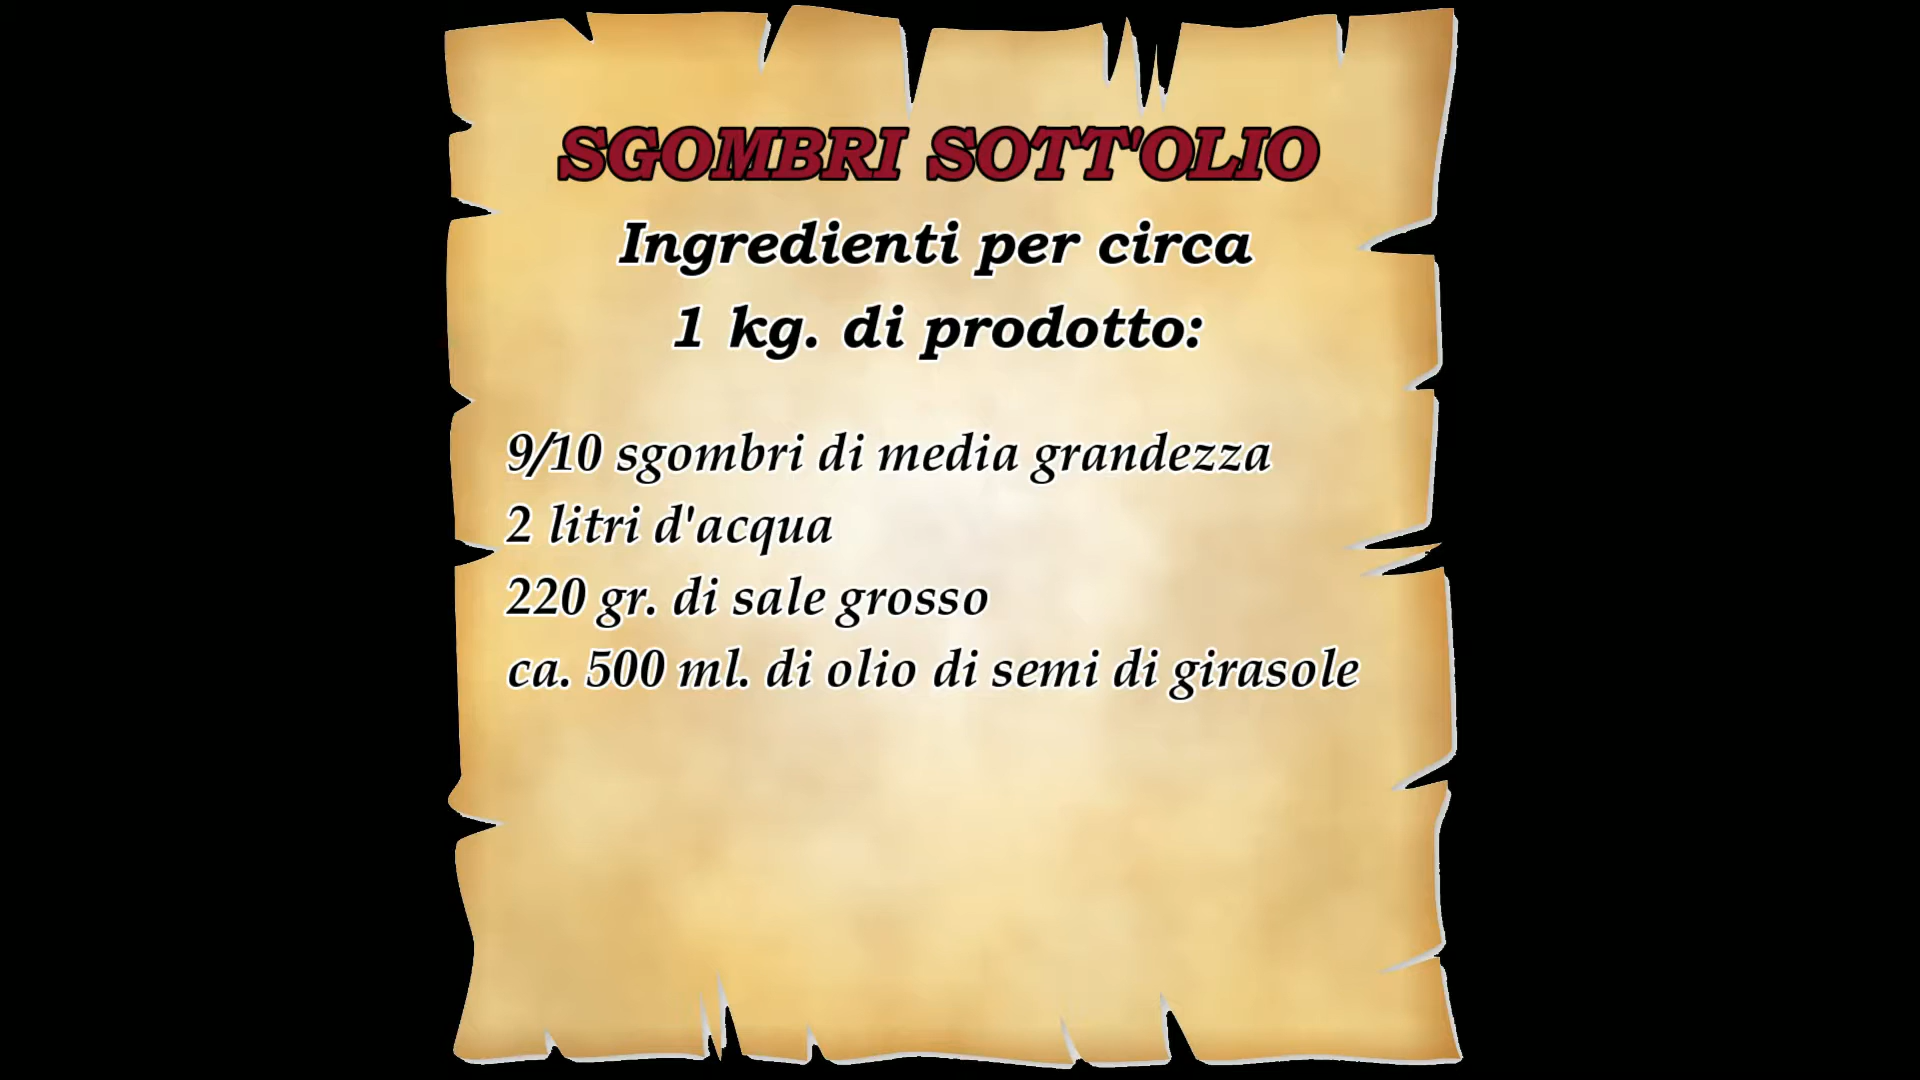 SGOMBRI SOTT'OLIO
Ingredienti per circa
1 kg. di prodotto:
9/10 sgombri di media grandezza
2 litri d'acqua
220 gr. di sale grosso
ca. 500 ml. di olio di semi di girasole